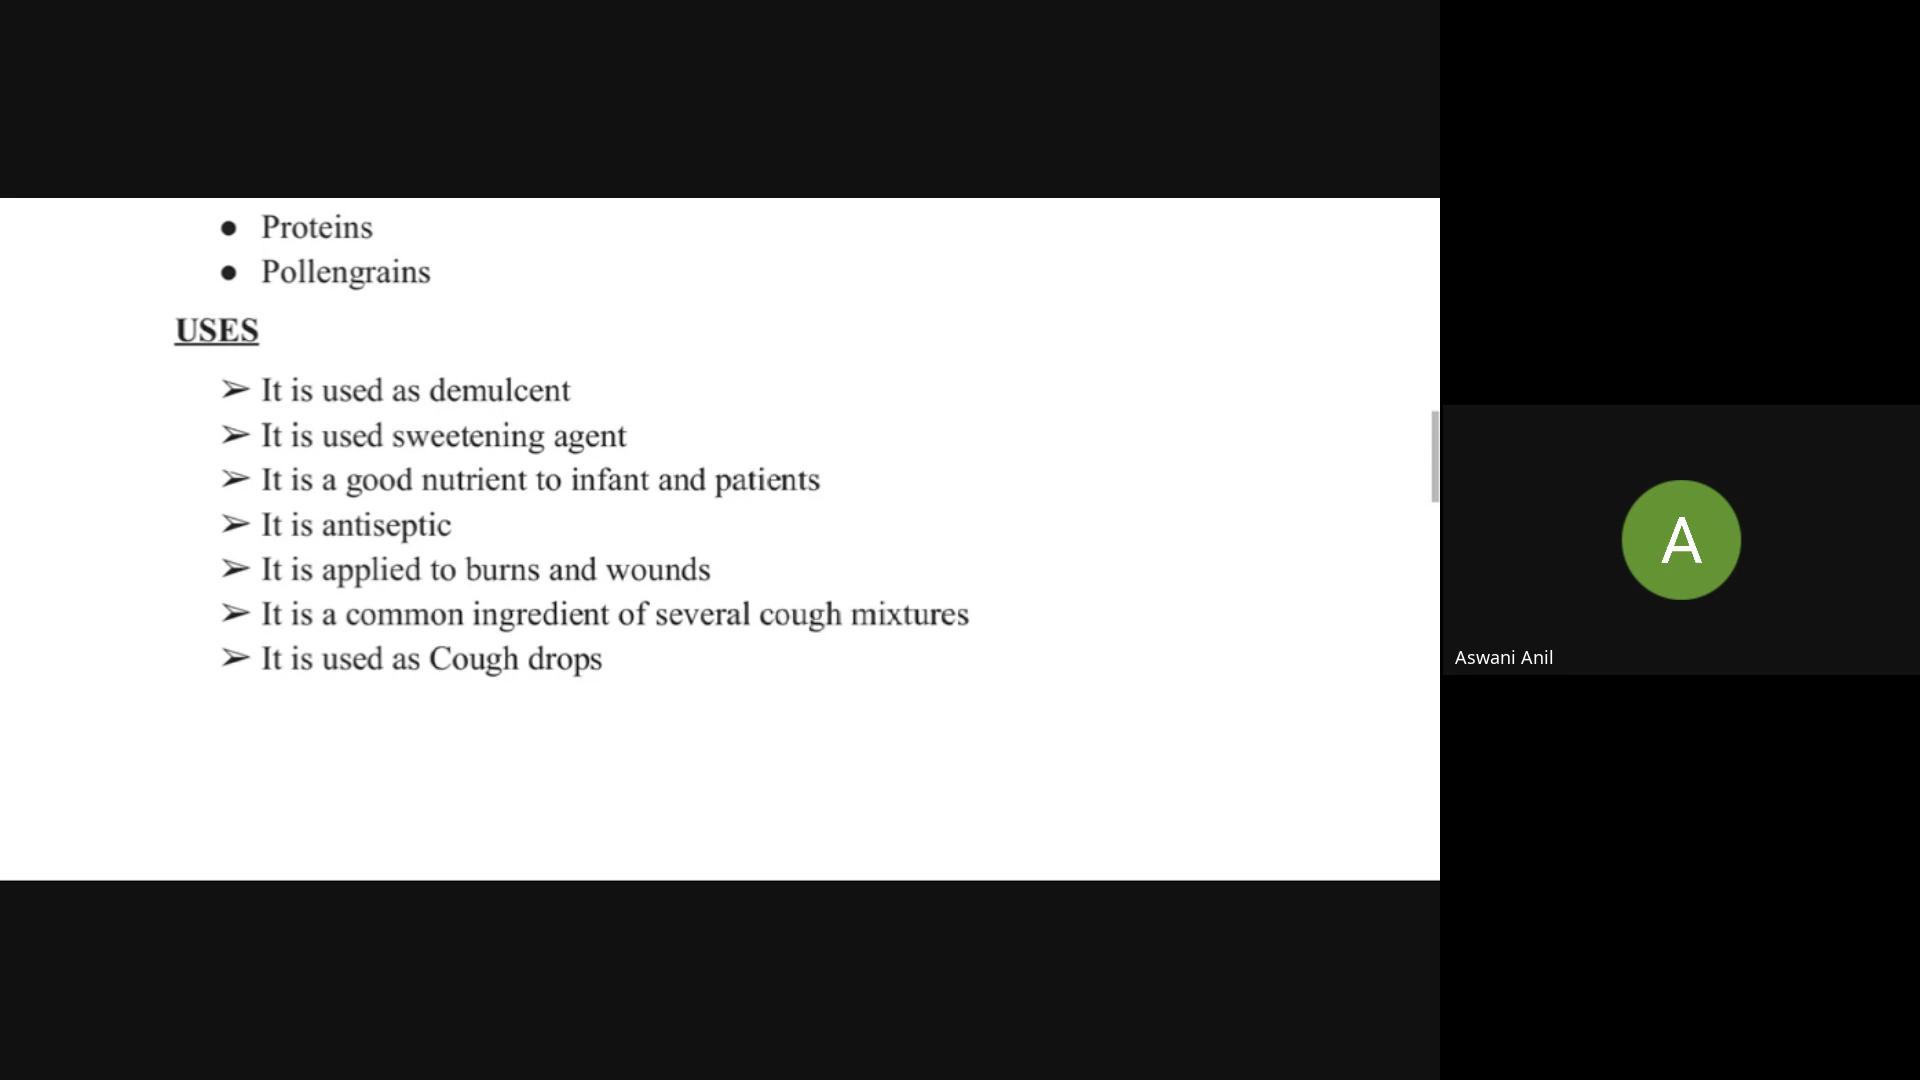 ● Proteins
● Pollengrains
USES
➢ It is used as demulcent
➢ It is used sweetening agent
➢ It is a good nutrient to infant and patients
➢ It is antiseptic
➢ It is applied to burns and wounds
➢ It is a common ingredient of several cough mixtures
➢ It is used as Cough drops
A
Aswani Anil